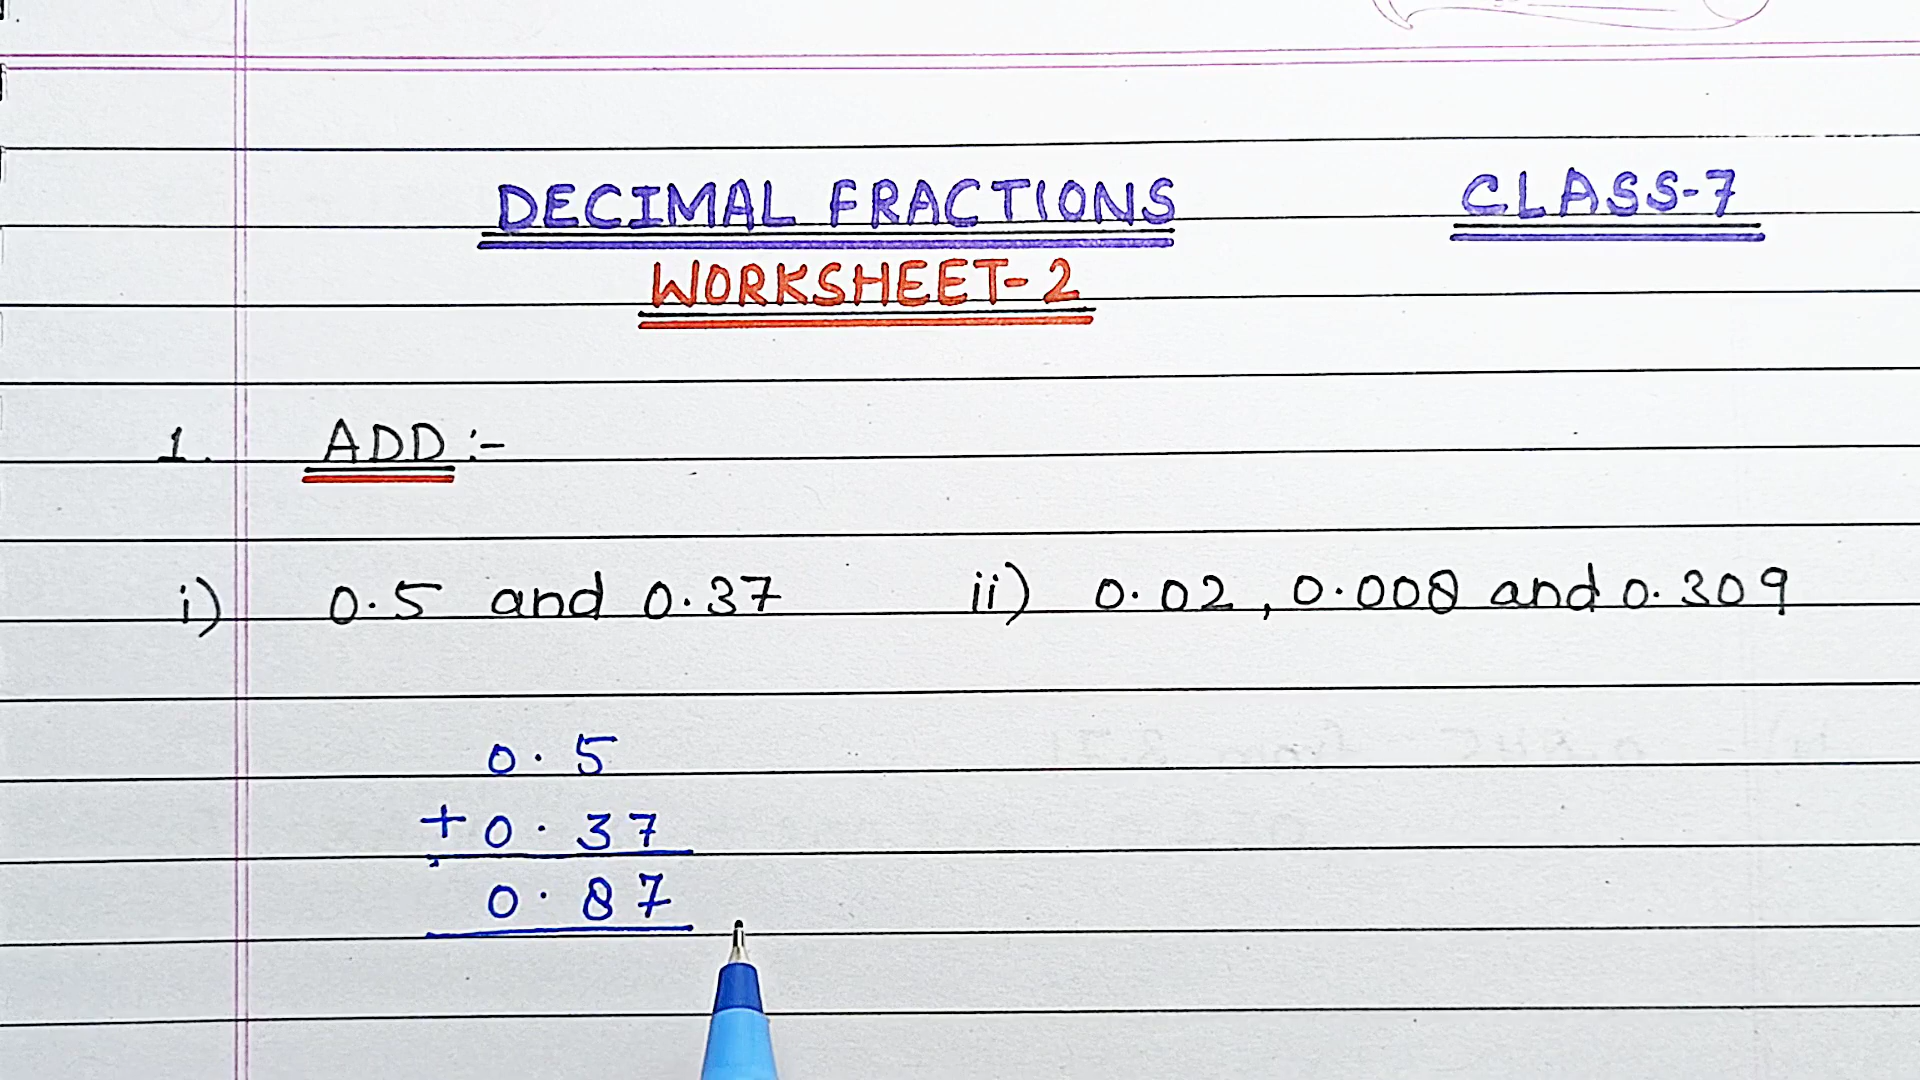 DECIMAL FRACTIONS CLASS-7
WORKSHEET-2
1. ADD :-
i) 0.5 and 0.37 ii) 0.02, 0.008 and 0.309
0.5
+ 0.37
0.87